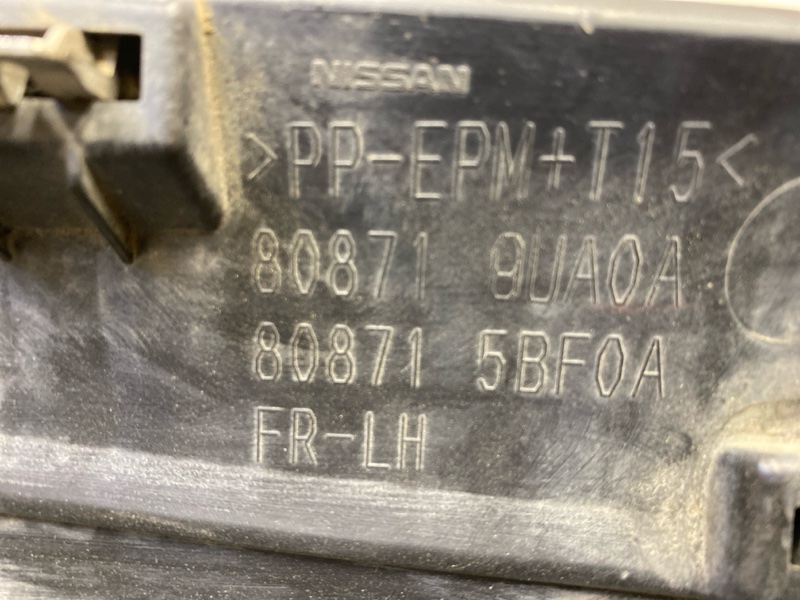 NISSAN
>PP-EPM+T15<
80871 9UA0A
80871 5BF0A
FR-LH